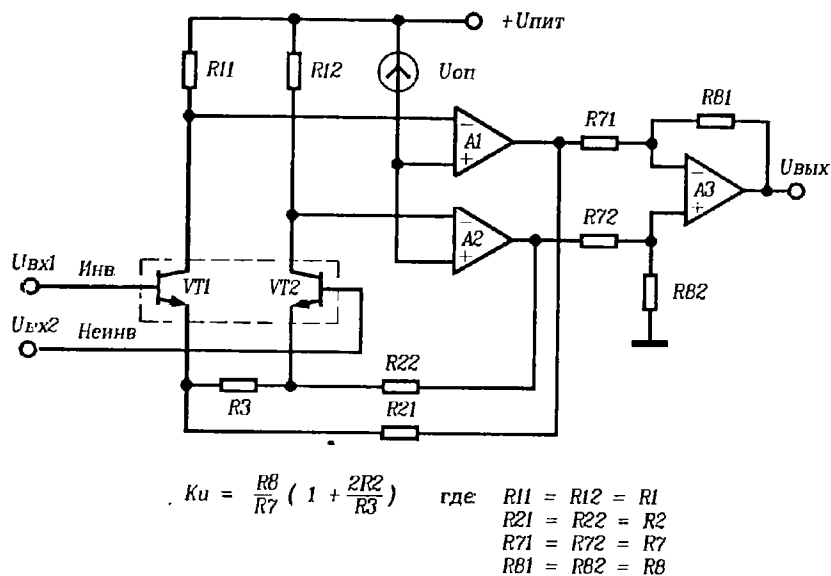 +Uпит
R11
R12
Uоп
R81
R71
A1
Uвых
A3
R72
A2
Uвх1
Инв
VT1
VT2
R82
Uвх2
Неинв
R22
R3
R21
Ku = R8/R7 ( 1 + 2R2/R3 ) где: R11 = R12 = R1
R21 = R22 = R2
R71 = R72 = R7
R81 = R82 = R8